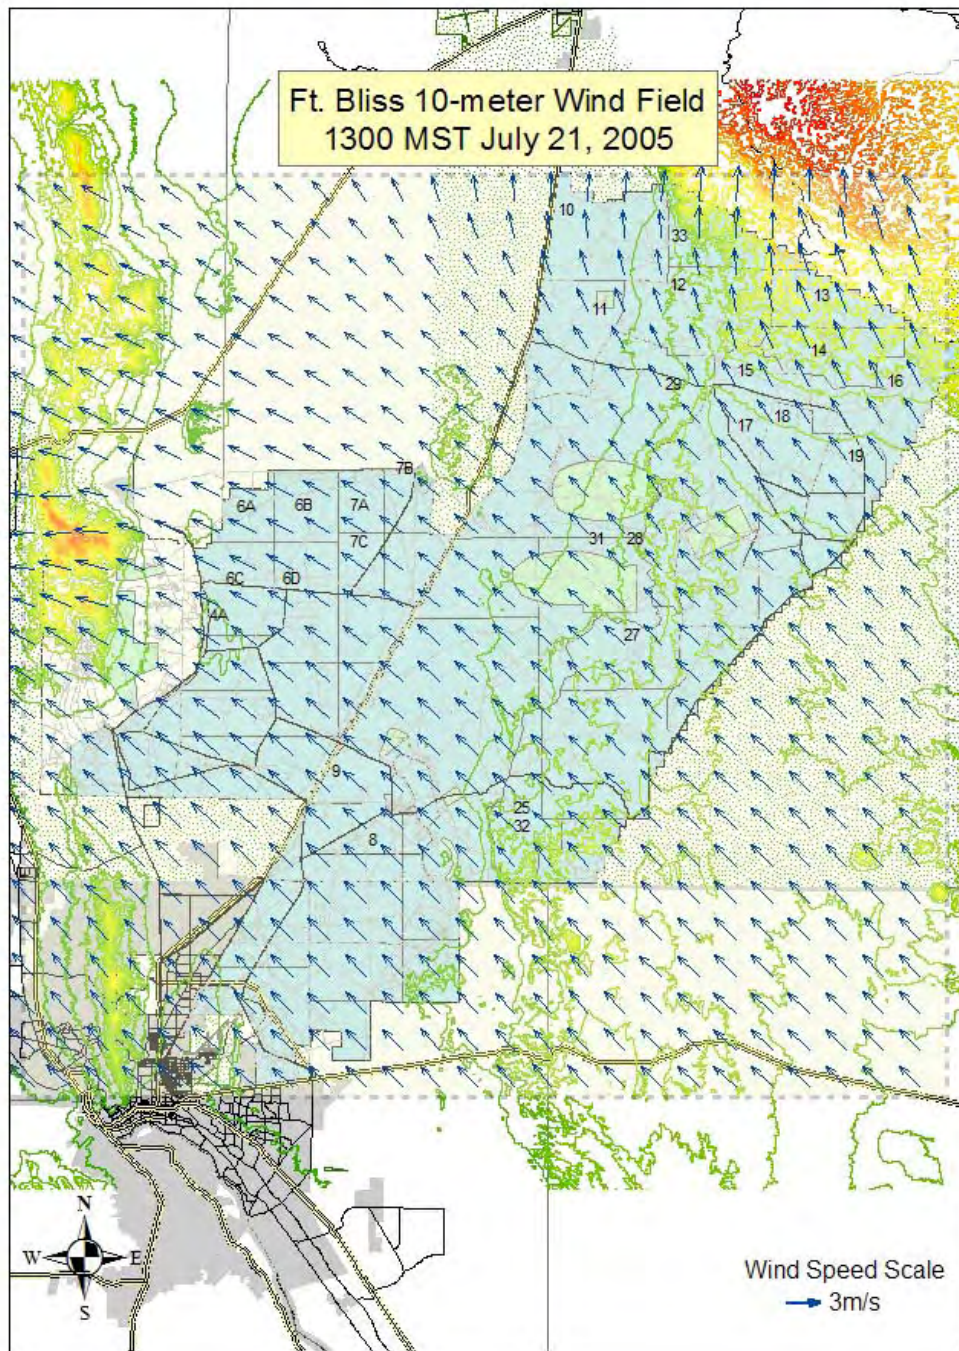 Ft. Bliss 10-meter Wind Field
1300 MST July 21, 2005
10
33
12
13
11
14
15
16
29
17
18
19
7B
6A
6B
7A
7C
31
28
6C
6D
4A
27
9
25
32
8
N
W
E
S
Wind Speed Scale
3m/s